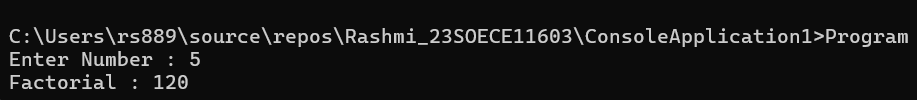 C:\Users\rs889\source\repos\Rashmi_23SOECE11603\ConsoleApplication1>Program
Enter Number : 5
Factorial : 120